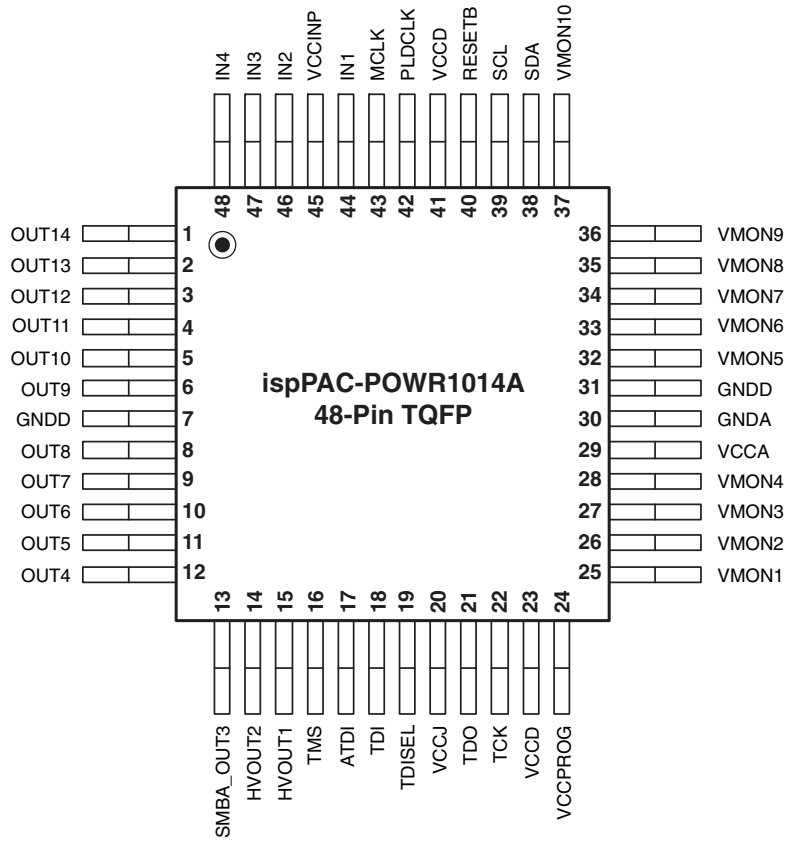 IN4
IN3
IN2
VCCINP
IN1
MCLK
PLDCLK
VCCD
RESETB
SCL
SDA
VMON10
48
47
46
45
44
43
42
41
40
39
38
37
OUT14 1
OUT13 2
OUT12 3
OUT11 4
OUT10 5
OUT9 6
GNDD 7
OUT8 8
OUT7 9
OUT6 10
OUT5 11
OUT4 12
ispPAC-POWR1014A
48-Pin TQFP
36 VMON9
35 VMON8
34 VMON7
33 VMON6
32 VMON5
31 GNDD
30 GNDA
29 VCCA
28 VMON4
27 VMON3
26 VMON2
25 VMON1
13
14
15
16
17
18
19
20
21
22
23
24
SMBA_OUT3
HVOUT2
HVOUT1
TMS
ATDI
TDI
TDISEL
VCCJ
TDO
TCK
VCCD
VCCPROG